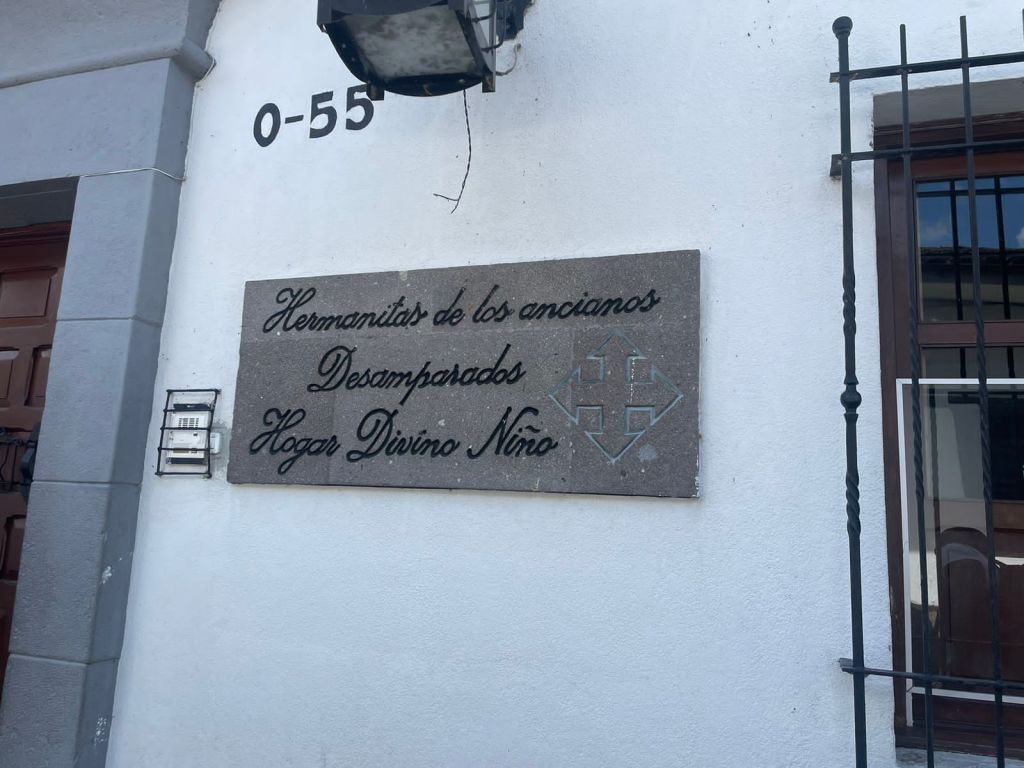 0-55
Hermanitas de los ancianos
Desamparados
Hogar Divino Niño